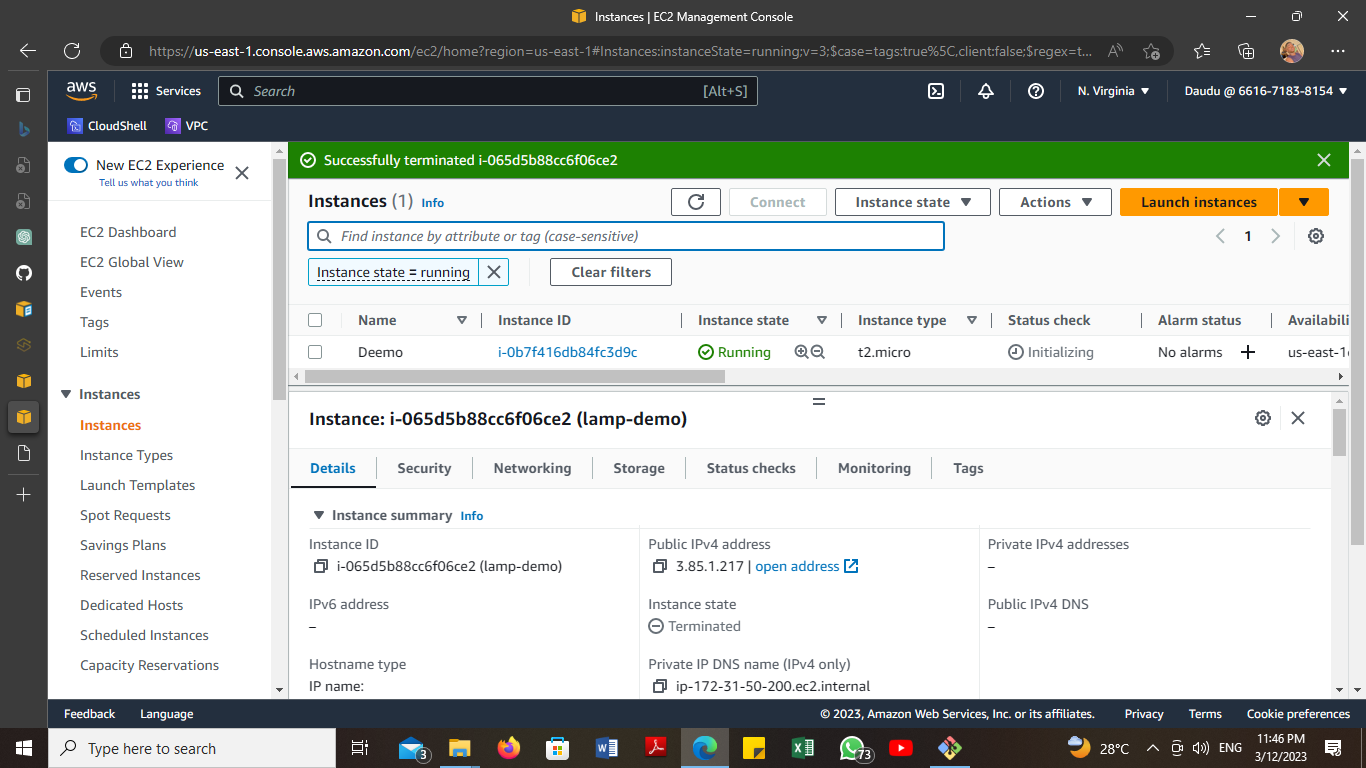 Instances | EC2 Management Console
https://us-east-1.console.aws.amazon.com/ec2/home?region=us-east-1#Instances:instanceState=running;v=3;$case=tags:true%5C,client:false;$regex=t...
aws
Services
Search
[Alt+S]
N. Virginia
Daudu @ 6616-7183-8154
CloudShell
VPC
New EC2 Experience
Tell us what you think
EC2 Dashboard
EC2 Global View
Events
Tags
Limits
Instances
Instances
Instance Types
Launch Templates
Spot Requests
Savings Plans
Reserved Instances
Dedicated Hosts
Scheduled Instances
Capacity Reservations
Successfully terminated i-065d5b88cc6f06ce2
Instances (1) Info
Connect
Instance state
Actions
Launch instances
Find instance by attribute or tag (case-sensitive)
1
Instance state = running
Clear filters
Name Instance ID Instance state Instance type Status check Alarm status Availabili
Deemo i-0b7f416db84fc3d9c Running t2.micro Initializing No alarms + us-east-1
Instance: i-065d5b88cc6f06ce2 (lamp-demo)
Details Security Networking Storage Status checks Monitoring Tags
Instance summary Info
Instance ID
i-065d5b88cc6f06ce2 (lamp-demo)
Public IPv4 address
3.85.1.217 | open address
Private IPv4 addresses
–
IPv6 address
–
Instance state
Terminated
Public IPv4 DNS
–
Hostname type
IP name:
Private IP DNS name (IPv4 only)
ip-172-31-50-200.ec2.internal
Feedback Language
© 2023, Amazon Web Services, Inc. or its affiliates. Privacy Terms Cookie preferences
Type here to search
3
73
28°C
ENG
11:46 PM
3/12/2023